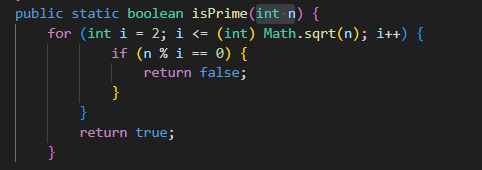 public static boolean isPrime(int n) {
for (int i = 2; i <= (int) Math.sqrt(n); i++) {
if (n % i == 0) {
return false;
}
}
return true;
}